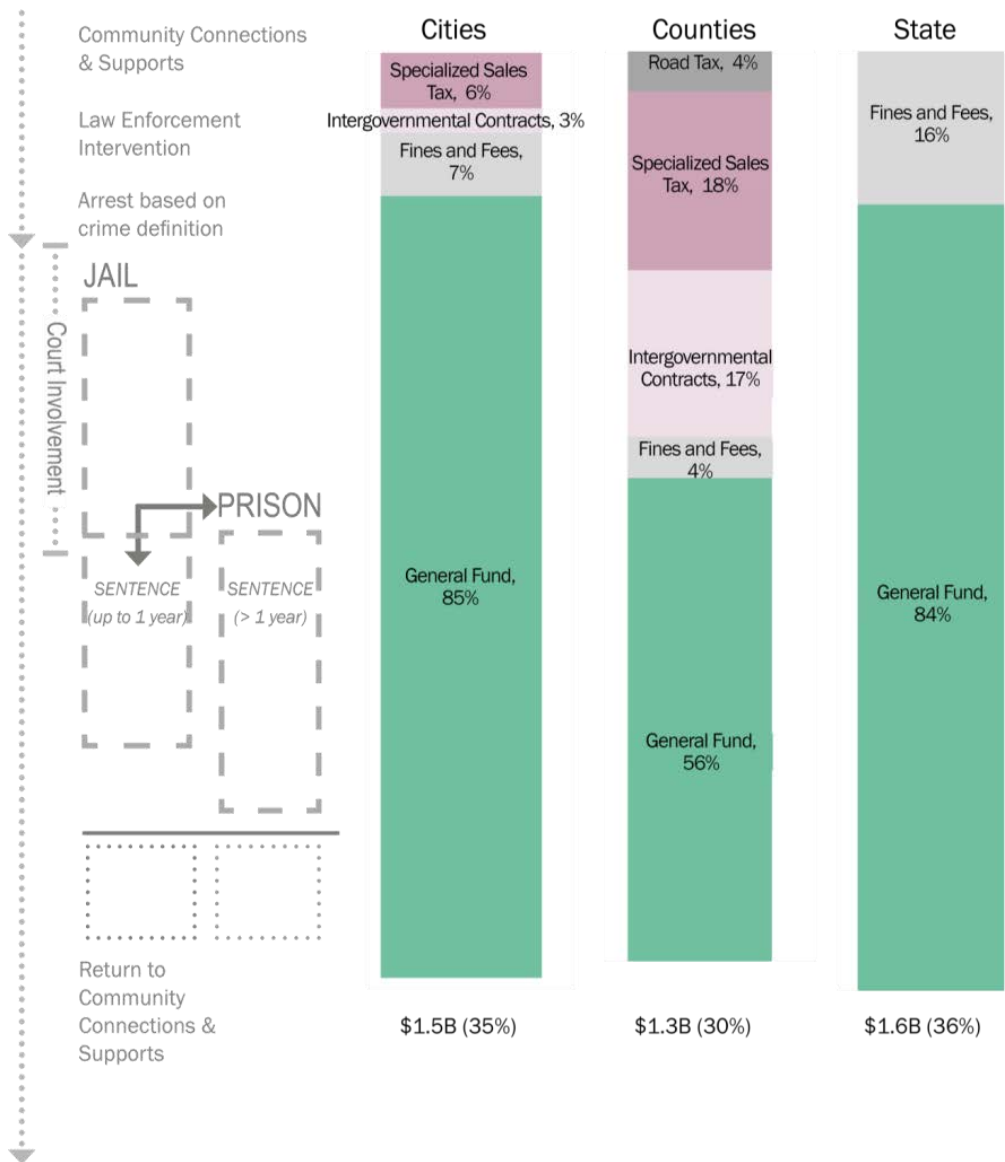 Community Connections
& Supports
Law Enforcement
Intervention
Arrest based on
crime definition
JAIL
Court Involvement
PRISON
SENTENCE
(up to 1 year)
SENTENCE
(> 1 year)
Return to
Community
Connections &
Supports
Cities
Specialized Sales
Tax, 6%
Intergovernmental Contracts, 3%
Fines and Fees,
7%
General Fund,
85%
$1.5B (35%)
Counties
Road Tax, 4%
Specialized Sales
Tax, 18%
Intergovernmental
Contracts, 17%
Fines and Fees,
4%
General Fund,
56%
$1.3B (30%)
State
Fines and Fees,
16%
General Fund,
84%
$1.6B (36%)